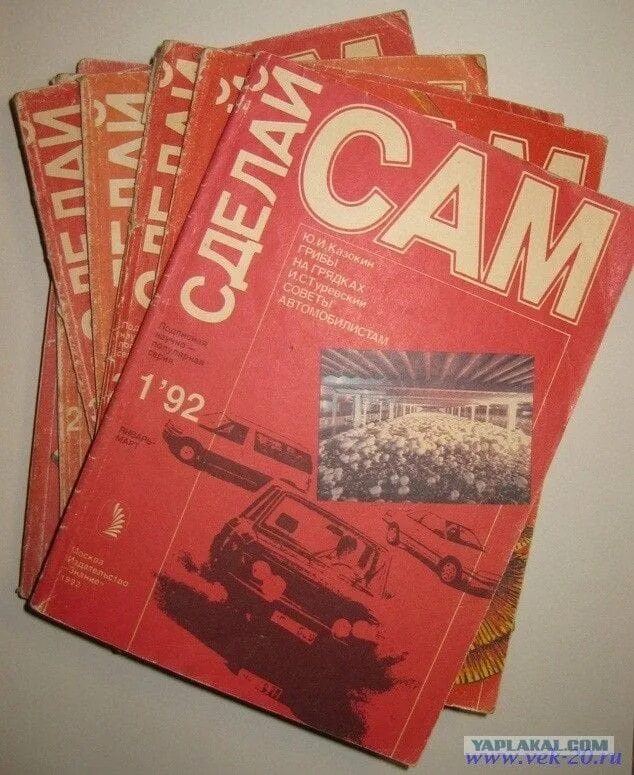 СДЕЛАЙ
САМ
Ю.И.Казокин
ГРИБЫ
НА ГРЯДКАХ
И.С.Туревский
СОВЕТЫ
АВТОМОБИЛИСТАМ
Подписная
научно—
популярная
серия
1'92
ЯНВАРЬ-
МАРТ
Москва
Издательство
"Знание"
1992
YAPLAKAL.COM
www.vek-20.ru